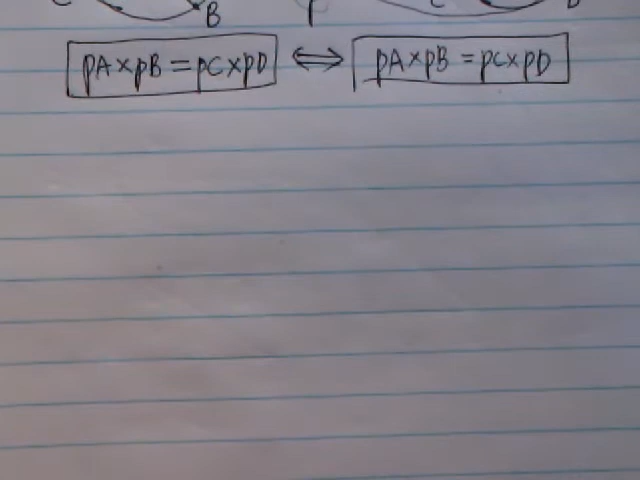 B P C
PA×PB = PC×PD ⟺ PA×PB = PC×PD